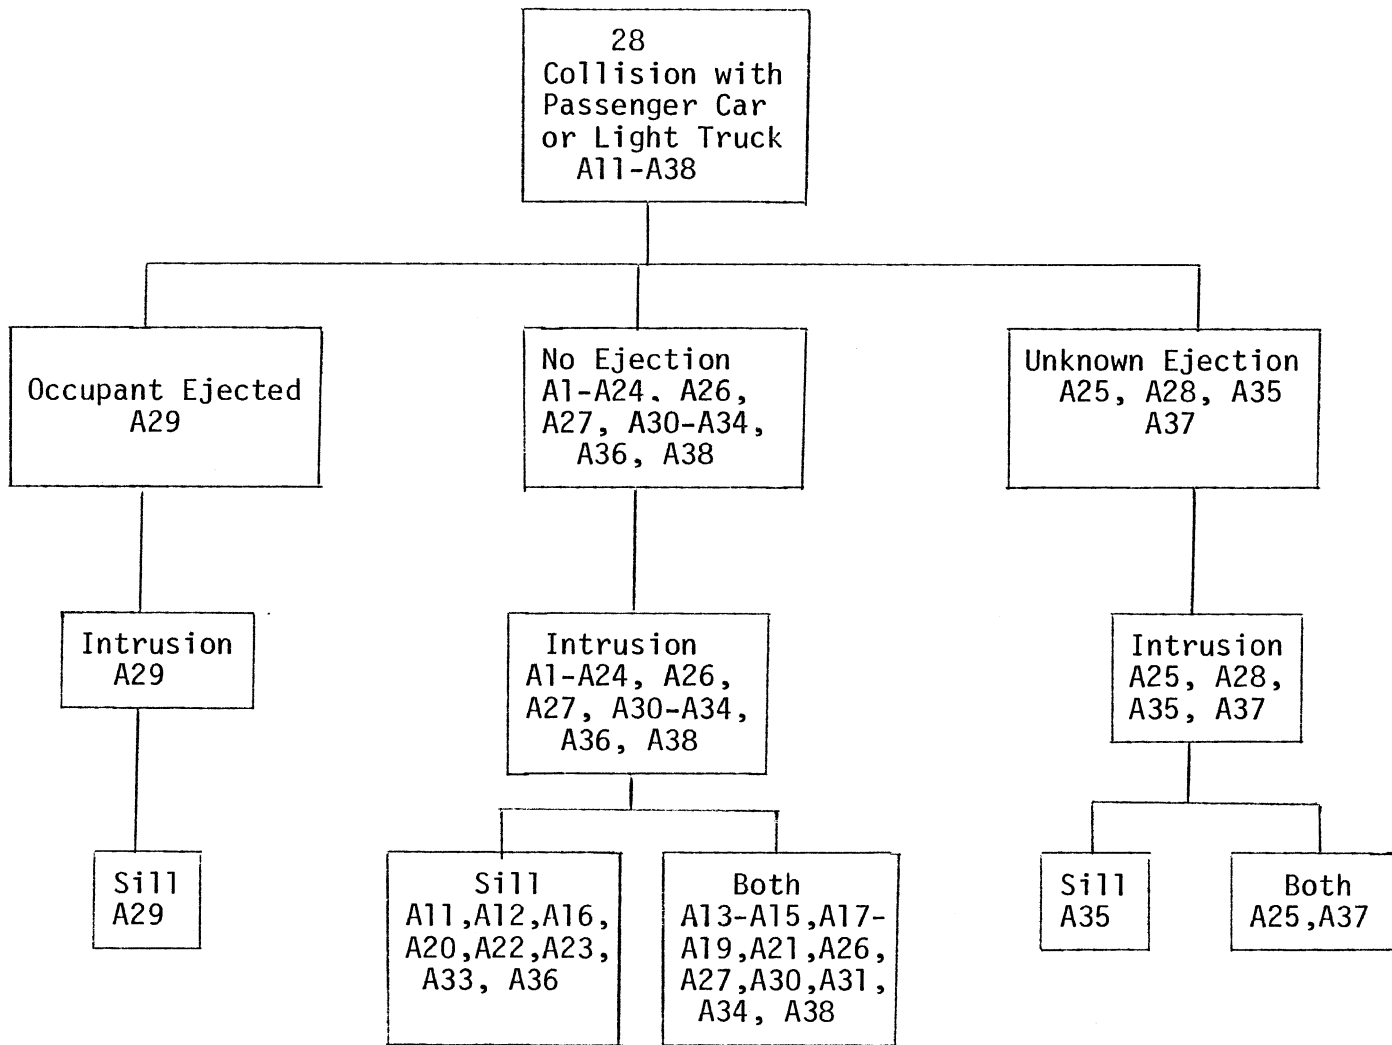 28
Collision with
Passenger Car
or Light Truck
A11-A38
Occupant Ejected
A29
No Ejection
A1-A24. A26,
A27, A30-A34,
A36, A38
Unknown Ejection
A25, A28, A35
A37
Intrusion
A29
Intrusion
A1-A24, A26,
A27, A30-A34,
A36, A38
Intrusion
A25, A28,
A35, A37
Sill
A29
Sill
A11,A12,A16,
A20,A22,A23,
A33, A36
Both
A13-A15,A17-
A19,A21,A26,
A27,A30,A31,
A34, A38
Sill
A35
Both
A25,A37